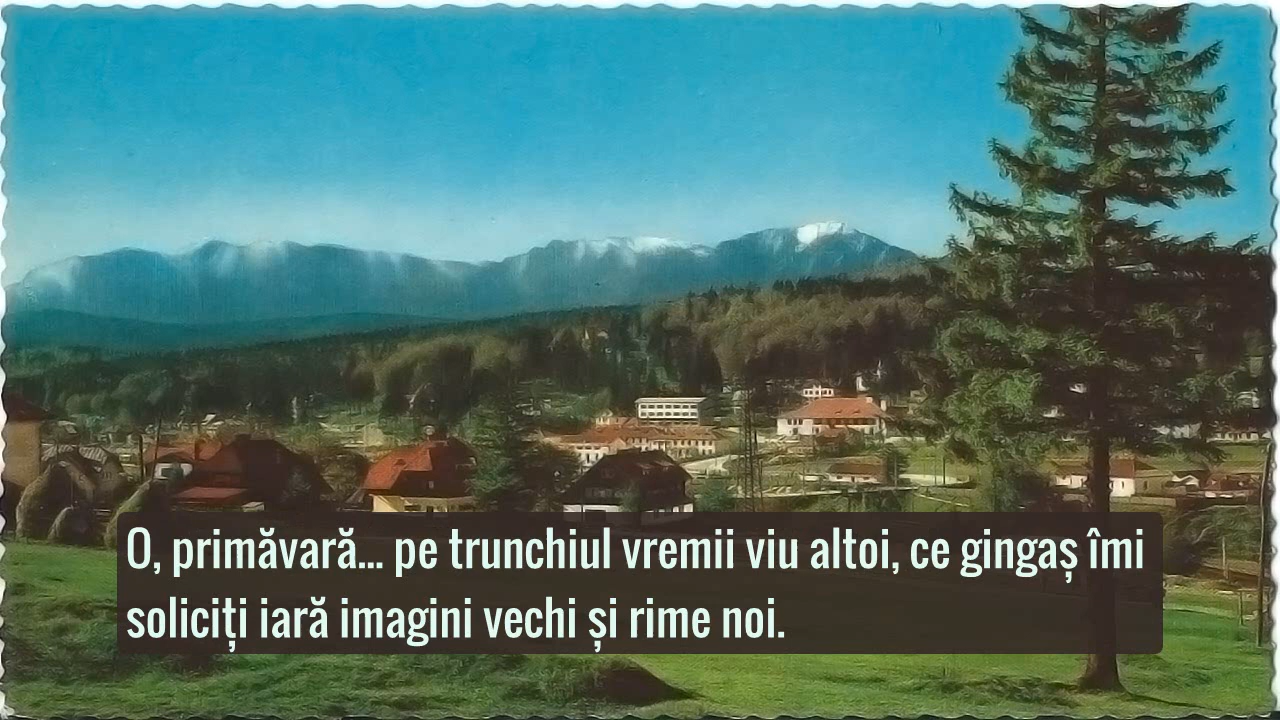 O, primăvară... pe trunchiul vremii viu altoi, ce gingaș îmi
soliciți iară imagini vechi și rime noi.